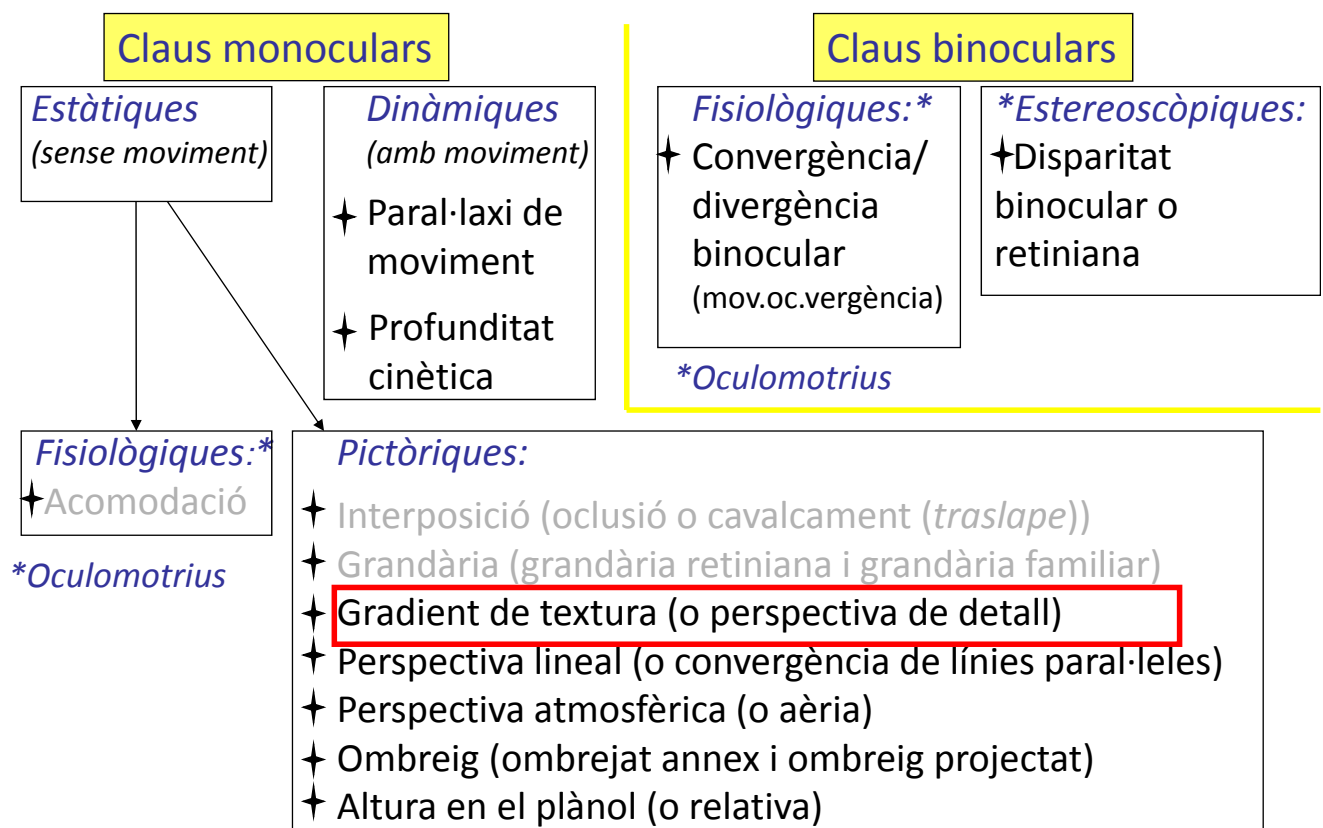 Claus monoculars
Estàtiques
(sense moviment)
Dinàmiques
(amb moviment)
Paral·laxi de
moviment
Profunditat
cinètica
Fisiològiques:*
Acomodació
*Oculomotrius
Pictòriques:
Interposició (oclusió o cavalcament (traslape))
Grandària (grandària retiniana i grandària familiar)
Gradient de textura (o perspectiva de detall)
Perspectiva lineal (o convergència de línies paral·leles)
Perspectiva atmosfèrica (o aèria)
Ombreig (ombrejat annex i ombreig projectat)
Altura en el plànol (o relativa)
Claus binoculars
Fisiològiques:*
Convergència/
divergència
binocular
(mov.oc.vergència)
*Oculomotrius
*Estereoscòpiques:
Disparitat
binocular o
retiniana